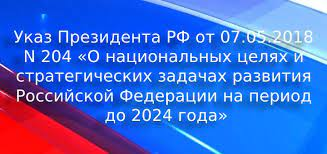 Указ Президента РФ от 07.05.2018
N 204 «О национальных целях и
стратегических задачах развития
Российской Федерации на период
до 2024 года»